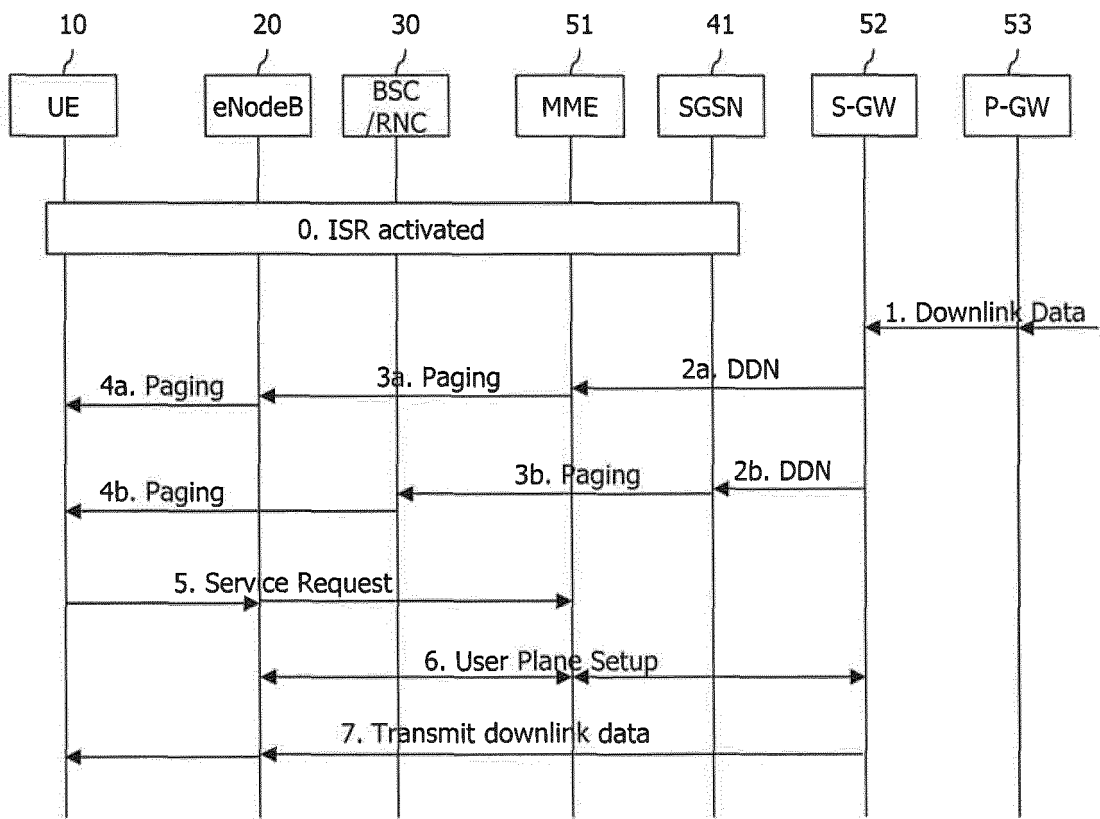 10 20 30 51 41 52 53
UE eNodeB BSC /RNC MME SGSN S-GW P-GW
0. ISR activated
1. Downlink Data
2a. DDN
3a. Paging
4a. Paging
2b. DDN
3b. Paging
4b. Paging
5. Service Request
6. User Plane Setup
7. Transmit downlink data